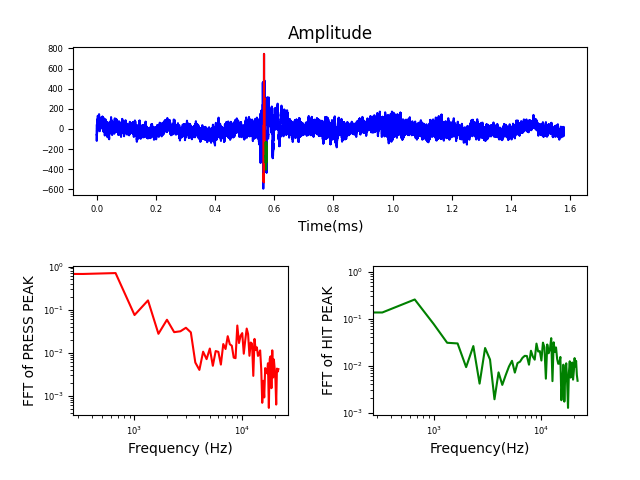 Amplitude
800
600
400
200
0
−200
−400
−600
0.0 0.2 0.4 0.6 0.8 1.0 1.2 1.4 1.6
Time(ms)
FFT of PRESS PEAK
10⁰
10⁻¹
10⁻²
10⁻³
10³ 10⁴
Frequency (Hz)
FFT of HIT PEAK
10⁰
10⁻¹
10⁻²
10⁻³
10³ 10⁴
Frequency(Hz)